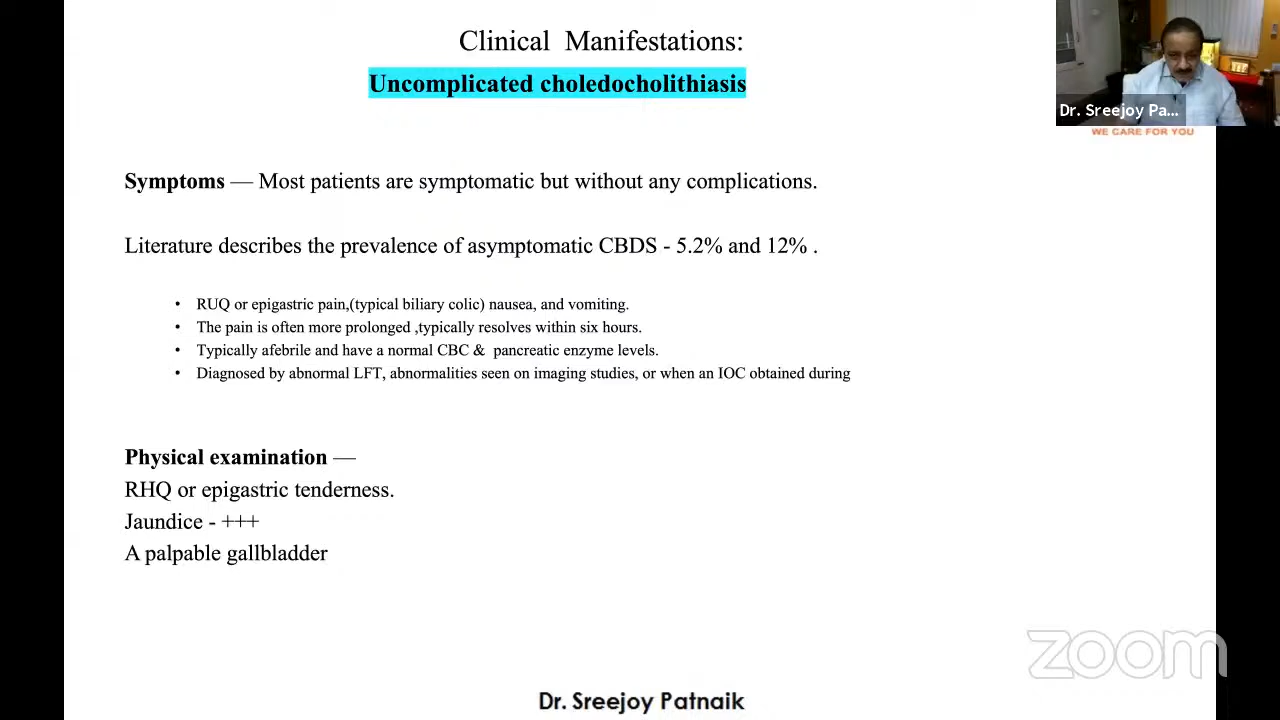 Clinical Manifestations:
Uncomplicated choledocholithiasis
Dr. Sreejoy Pa...
WE CARE FOR YOU
Symptoms — Most patients are symptomatic but without any complications.
Literature describes the prevalence of asymptomatic CBDS - 5.2% and 12% .
• RUQ or epigastric pain,(typical biliary colic) nausea, and vomiting.
• The pain is often more prolonged ,typically resolves within six hours.
• Typically afebrile and have a normal CBC & pancreatic enzyme levels.
• Diagnosed by abnormal LFT, abnormalities seen on imaging studies, or when an IOC obtained during
Physical examination —
RHQ or epigastric tenderness.
Jaundice - +++
A palpable gallbladder
zoom
Dr. Sreejoy Patnaik